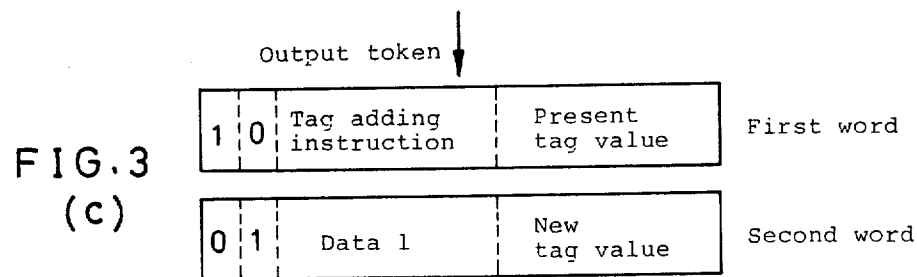 Output token
1 0 Tag adding instruction Present tag value First word
FIG.3
(c)
0 1 Data 1 New tag value Second word